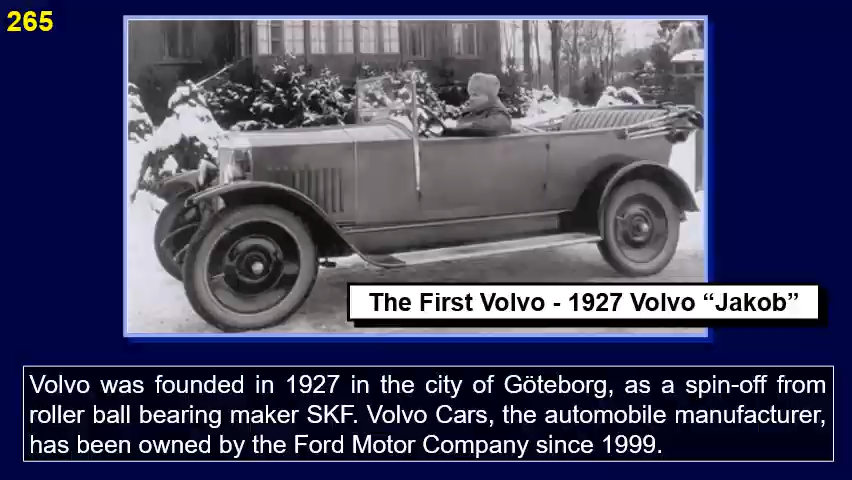 265
The First Volvo - 1927 Volvo “Jakob”
Volvo was founded in 1927 in the city of Göteborg, as a spin-off from
roller ball bearing maker SKF. Volvo Cars, the automobile manufacturer,
has been owned by the Ford Motor Company since 1999.